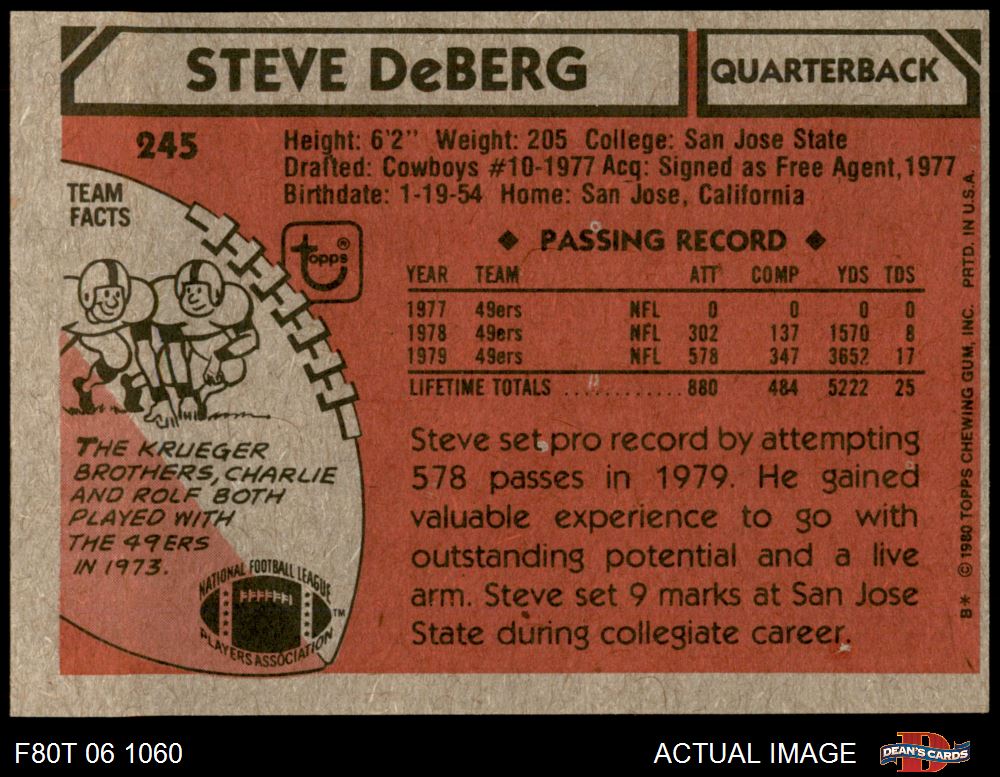 STEVE DeBERG
QUARTERBACK
245
Height: 6'2" Weight: 205 College: San Jose State
Drafted: Cowboys #10-1977 Acq: Signed as Free Agent, 1977
Birthdate: 1-19-54 Home: San Jose, California
TEAM
FACTS
topps®
◆ PASSING RECORD ◆
YEAR TEAM ATT COMP YDS TDS
1977 49ers NFL 0 0 0 0
1978 49ers NFL 302 137 1570 8
1979 49ers NFL 578 347 3652 17
LIFETIME TOTALS ............ 880 484 5222 25
Steve set pro record by attempting
578 passes in 1979. He gained
valuable experience to go with
outstanding potential and a live
arm. Steve set 9 marks at San Jose
State during collegiate career.
THE KRUEGER
BROTHERS, CHARLIE
AND ROLF BOTH
PLAYED WITH
THE 49ERS
IN 1973.
NATIONAL FOOTBALL LEAGUE
PLAYERS ASSOCIATION
TM
B* © 1980 TOPPS CHEWING GUM, INC. PRTD. IN U.S.A.
F80T 06 1060
ACTUAL IMAGE
D
DEAN'S CARDS